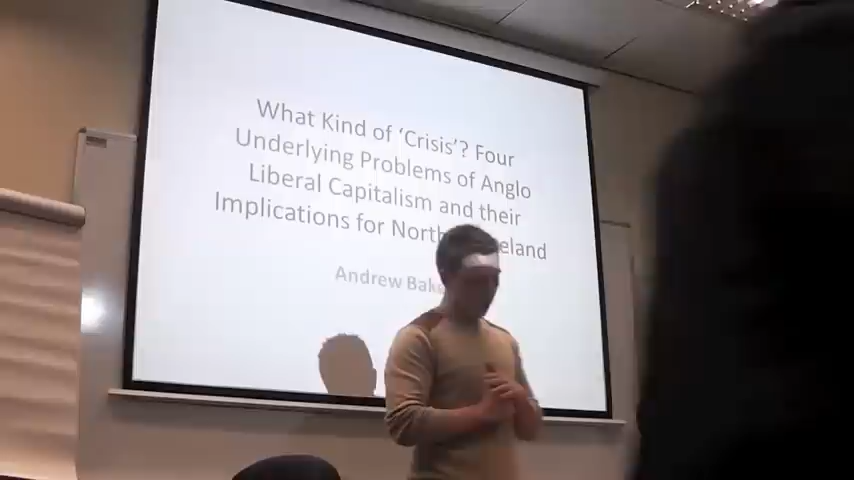 What Kind of ‘Crisis’? Four
Underlying Problems of Anglo
Liberal Capitalism and their
Implications for
Andrew